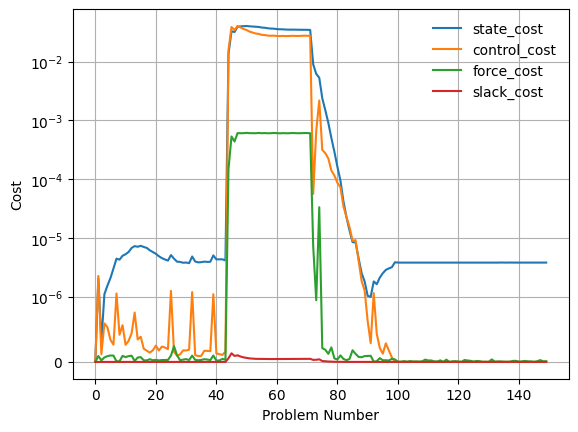 state_cost
control_cost
force_cost
slack_cost
10⁻²
10⁻³
10⁻⁴
10⁻⁵
10⁻⁶
0
Cost
0 20 40 60 80 100 120 140
Problem Number